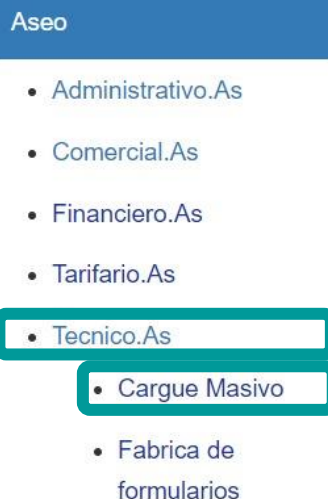 Aseo
Administrativo.As
Comercial.As
Financiero.As
Tarifario.As
Tecnico.As
Cargue Masivo
Fabrica de
formularios